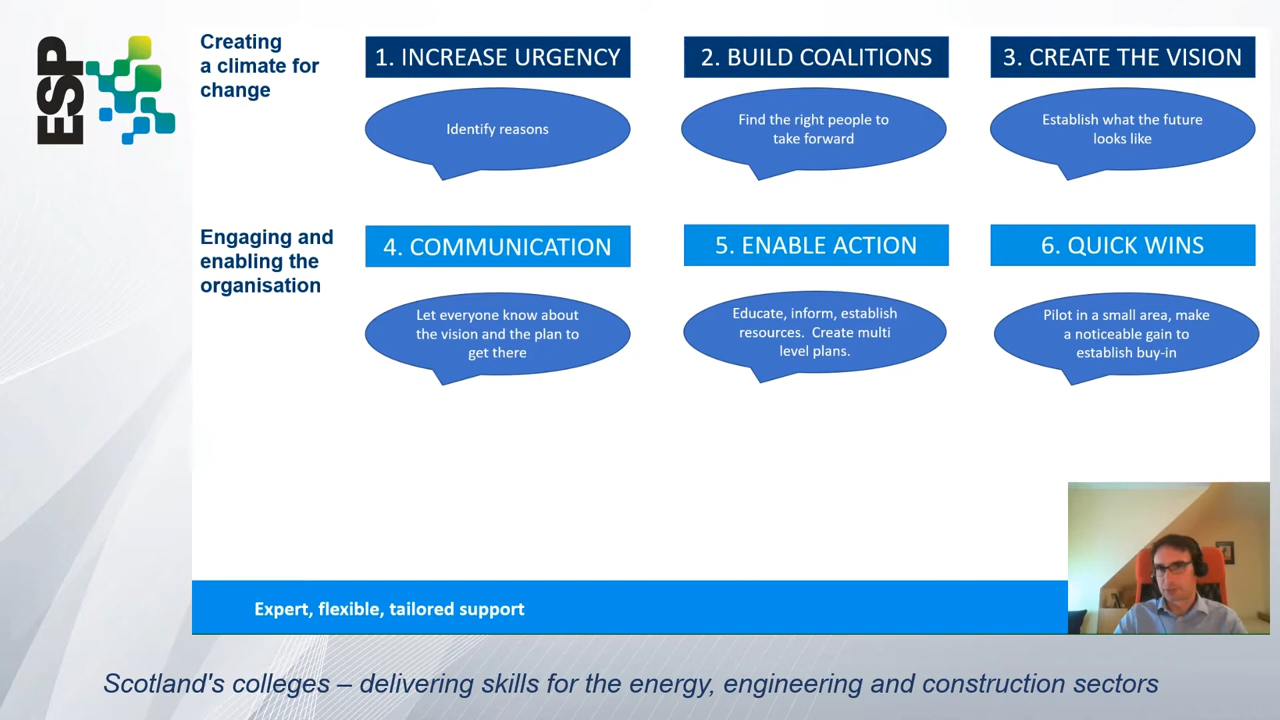 ESP
Creating
a climate for
change
1. INCREASE URGENCY
2. BUILD COALITIONS
3. CREATE THE VISION
Identify reasons
Find the right people to
take forward
Establish what the future
looks like
Engaging and
enabling the
organisation
4. COMMUNICATION
5. ENABLE ACTION
6. QUICK WINS
Let everyone know about
the vision and the plan to
get there
Educate, inform, establish
resources. Create multi
level plans.
Pilot in a small area, make
a noticeable gain to
establish buy-in
Expert, flexible, tailored support
Scotland's colleges – delivering skills for the energy, engineering and construction sectors